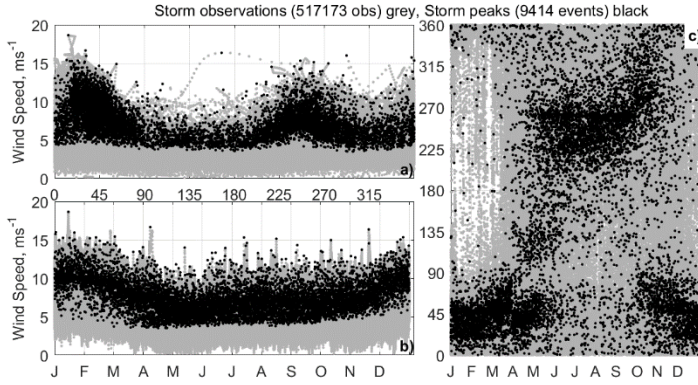 Storm observations (517173 obs) grey, Storm peaks (9414 events) black
20
15
10
5
0
Wind Speed, ms-1
a)
J F M A M J J A S O N D
0 45 90 135 180 225 270 315
20
15
10
5
0
Wind Speed, ms-1
b)
J F M A M J J A S O N D
360
315
270
225
180
135
90
45
0
c)
J F M A M J J A S O N D